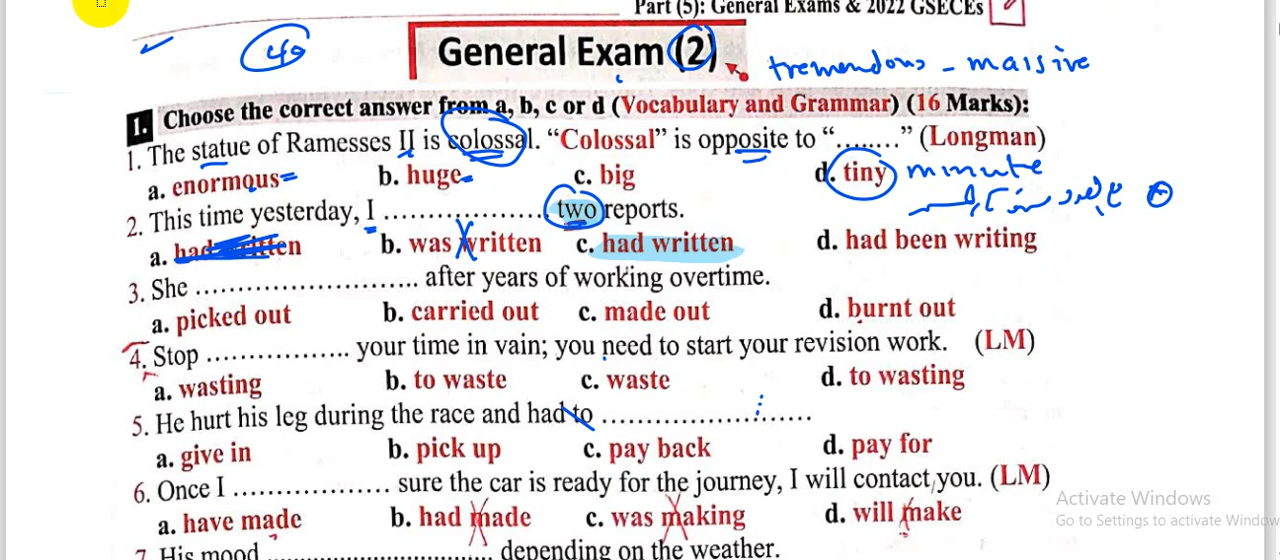 Part (5): General Exams & 2022 GSECEs
40
General Exam (2)
tremendous - massive
1. Choose the correct answer from a, b, c or d (Vocabulary and Grammar) (16 Marks):
1. The statue of Ramesses II is colossal. “Colossal” is opposite to “........” (Longman)
a. enormous b. huge c. big d. tiny minute
2. This time yesterday, I .................... two reports.
a. had written b. was written c. had written d. had been writing
3. She ............................ after years of working overtime.
a. picked out b. carried out c. made out d. burnt out
4. Stop .................. your time in vain; you need to start your revision work. (LM)
a. wasting b. to waste c. waste d. to wasting
5. He hurt his leg during the race and had to ..........................
a. give in b. pick up c. pay back d. pay for
6. Once I .................... sure the car is ready for the journey, I will contact you. (LM)
a. have made b. had made c. was making d. will make
7. His mood ............................ depending on the weather.
Activate Windows
Go to Settings to activate Window